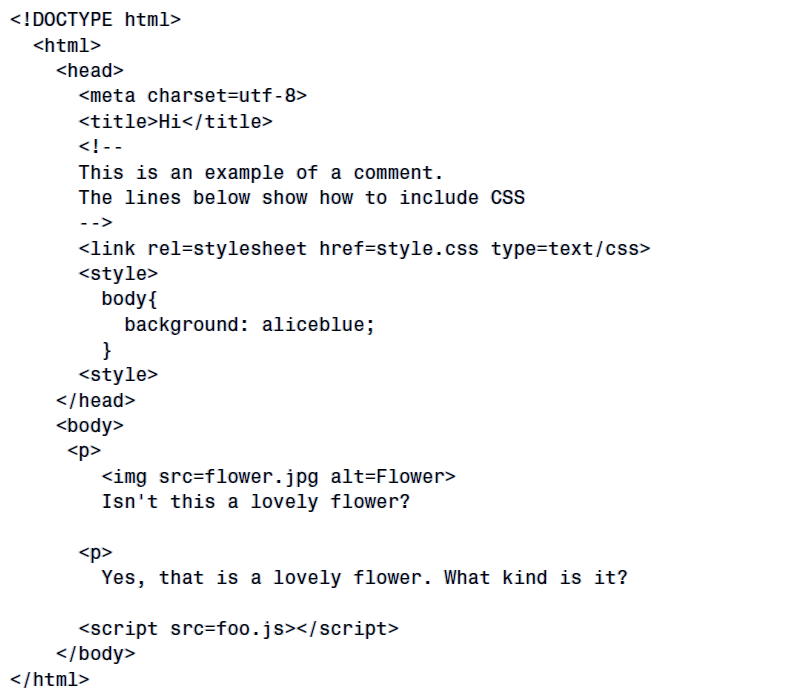 <!DOCTYPE html>
  <html>
    <head>
      <meta charset=utf-8>
      <title>Hi</title>
      <!--
      This is an example of a comment.
      The lines below show how to include CSS
      -->
      <link rel=stylesheet href=style.css type=text/css>
      <style>
        body{
          background: aliceblue;
        }
      <style>
    </head>
    <body>
     <p>
        <img src=flower.jpg alt=Flower>
        Isn't this a lovely flower?

      <p>
        Yes, that is a lovely flower. What kind is it?

      <script src=foo.js></script>
    </body>
</html>